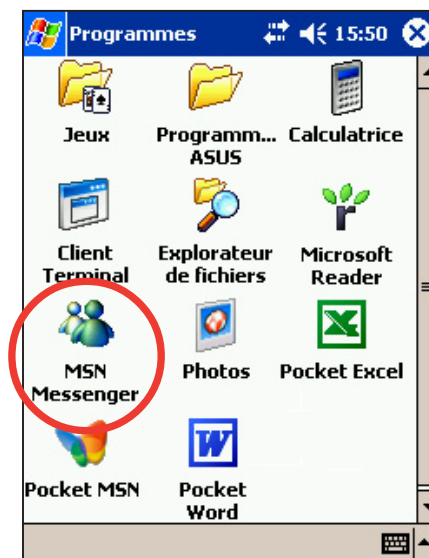 Programmes 15:50
Jeux Programm... Calculatrice
ASUS
Client Explorateur Microsoft
Terminal de fichiers Reader
MSN Photos Pocket Excel
Messenger
Pocket MSN Pocket
Word